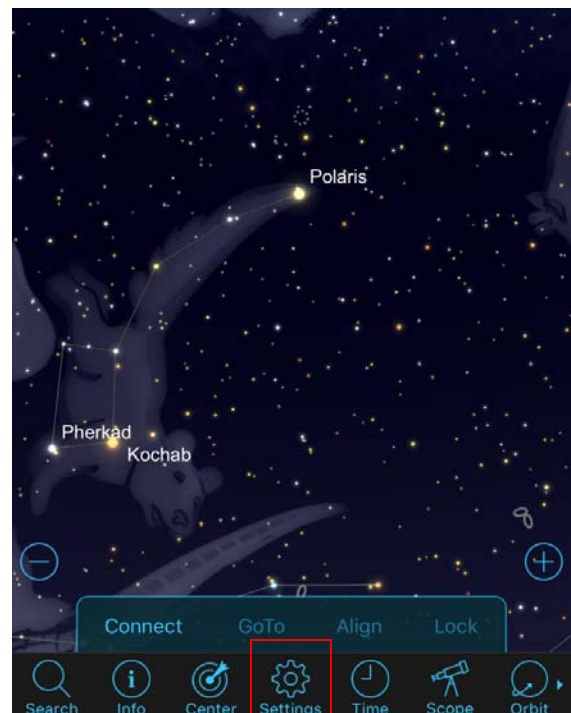 Polaris
Pherkad
Kochab
Connect GoTo Align Lock
Search Info Center Settings Time Scope Orbit